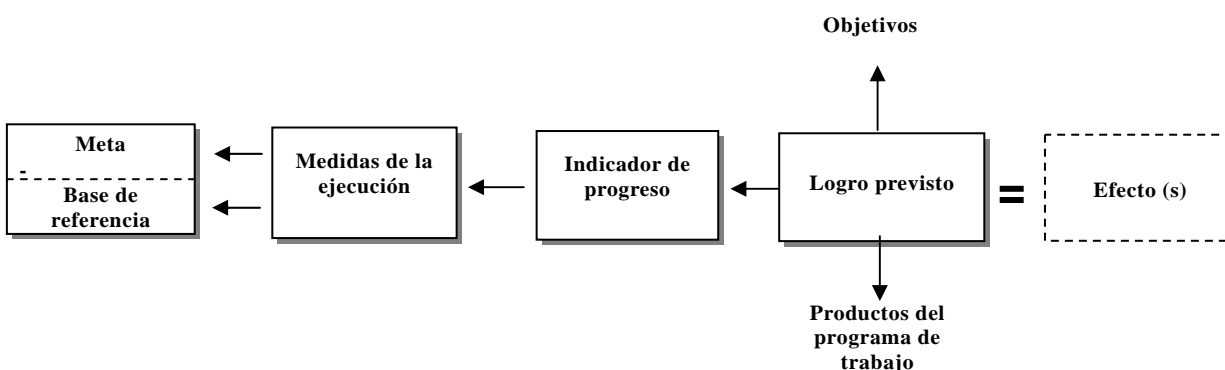 Objetivos
Meta
-
Base de
referencia
Medidas de la
ejecución
Indicador de
progreso
Logro previsto
=
Efecto (s)
Productos del
programa de
trabajo